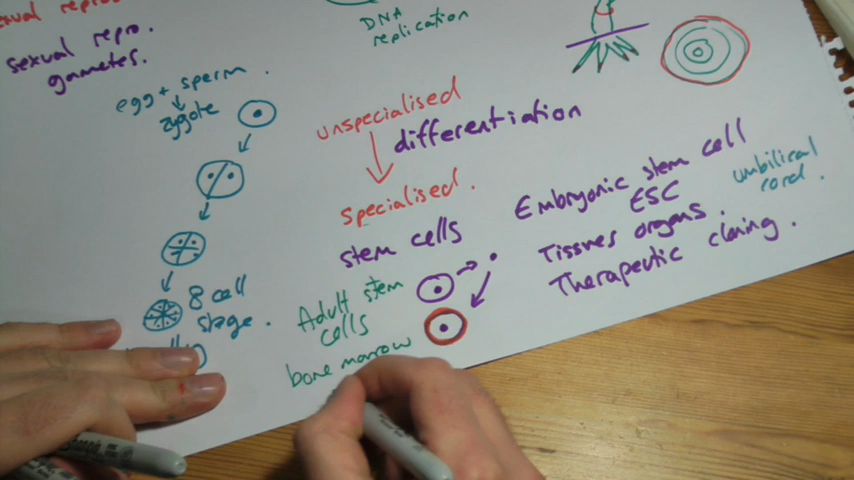 sexual repro.
gametes.
egg + sperm
zygote
8 cell
stage.
DNA
replication
unspecialised
differentiation
specialised.
stem cells
Adult stem
cells
bone marrow
Embryonic stem cell
ESC
Tissues organs.
Therapeutic cloning.
umbilical
cord.